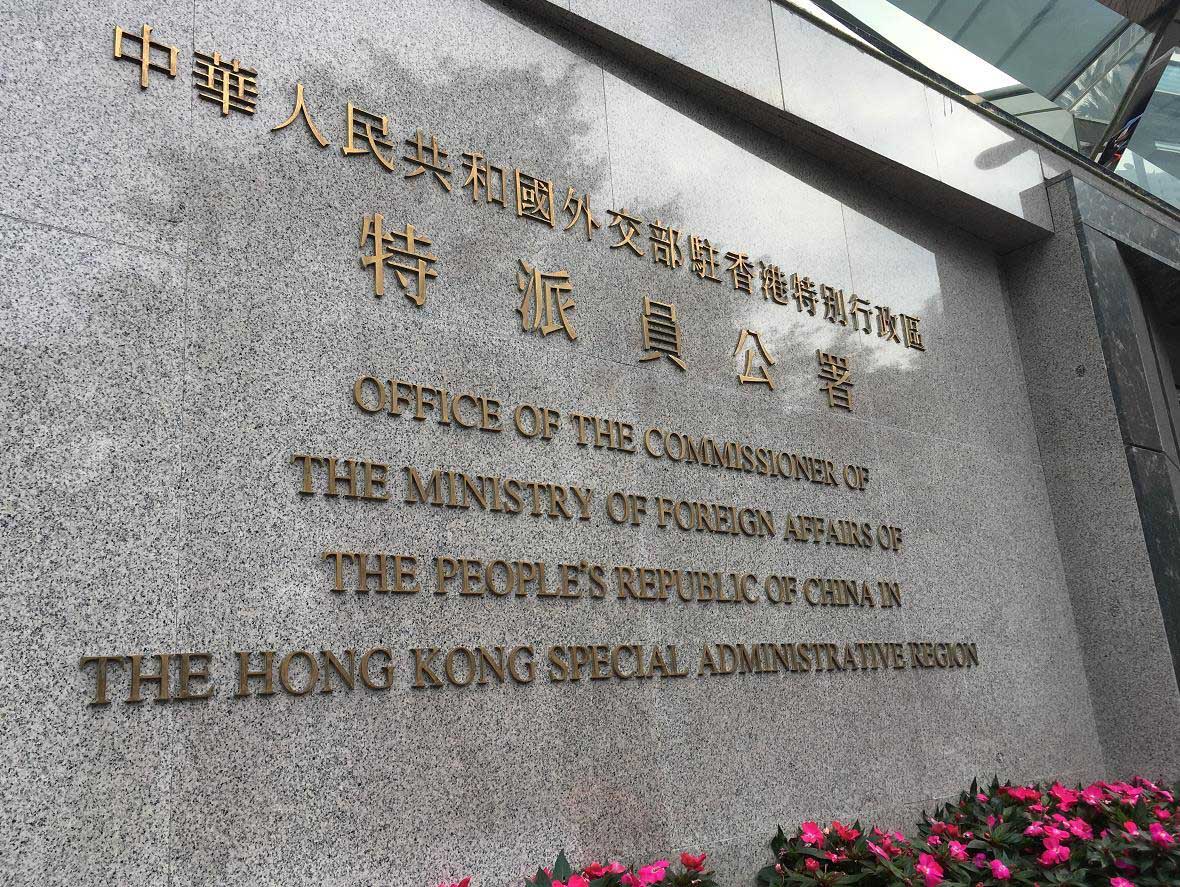 中華人民共和國外交部駐香港特別行政區
特派員公署
OFFICE OF THE COMMISSIONER OF
THE MINISTRY OF FOREIGN AFFAIRS OF
THE PEOPLE'S REPUBLIC OF CHINA IN
THE HONG KONG SPECIAL ADMINISTRATIVE REGION